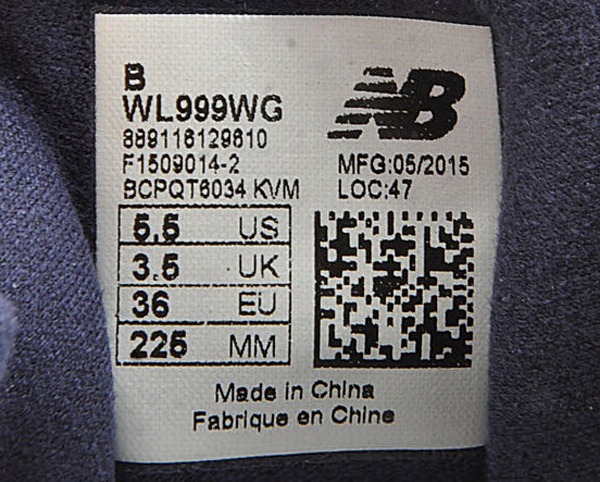 B
WL999WG
NB
889116129610
F1509014-2
MFG:05/2015
BCPQT6034 KVM
LOC:47
5.5 US
3.5 UK
36 EU
225 MM
Made in China
Fabrique en Chine